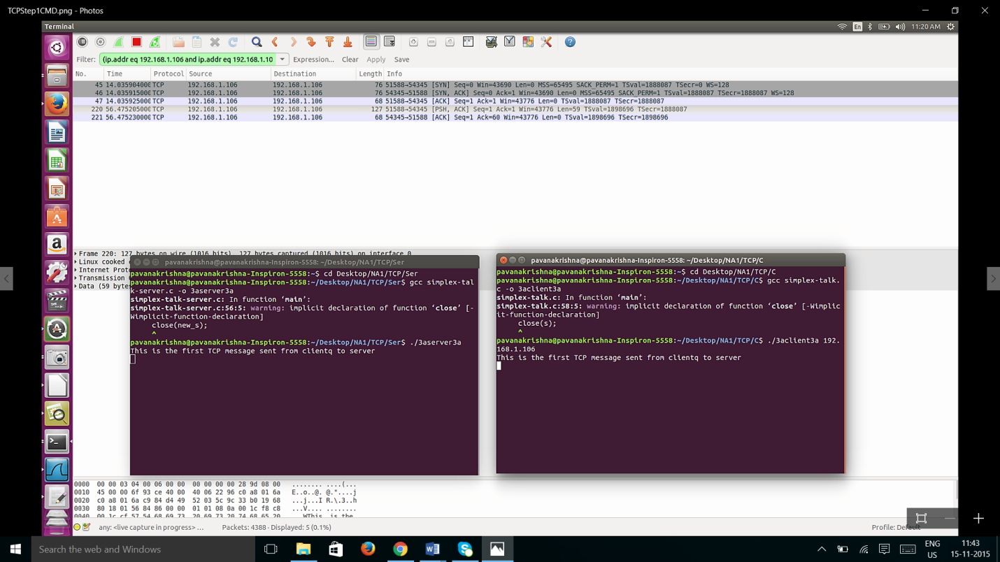 TCPStep1CMD.png - Photos
Terminal
En
11:20 AM
Filter:
(ip.addr eq 192.168.1.106 and ip.addr eq 192.168.1.10
Expression...
Clear
Apply
Save
No. Time Protocol Source Destination Length Info
45 14.035904000 TCP 192.168.1.106 192.168.1.106 76 51588→54345 [SYN] Seq=0 Win=43690 Len=0 MSS=65495 SACK_PERM=1 TSval=1888087 TSecr=0 WS=128
46 14.035915000 TCP 192.168.1.106 192.168.1.106 76 54345→51588 [SYN, ACK] Seq=0 Ack=1 Win=43690 Len=0 MSS=65495 SACK_PERM=1 TSval=1888087 TSecr=1888087 WS=128
47 14.035925000 TCP 192.168.1.106 192.168.1.106 68 51588→54345 [ACK] Seq=1 Ack=1 Win=43776 Len=0 TSval=1888087 TSecr=1888087
220 56.475205000 TCP 192.168.1.106 192.168.1.106 127 51588→54345 [PSH, ACK] Seq=1 Ack=1 Win=43776 Len=59 TSval=1898696 TSecr=1888087
221 56.475230000 TCP 192.168.1.106 192.168.1.106 68 54345→51588 [ACK] Seq=1 Ack=60 Win=43776 Len=0 TSval=1898696 TSecr=1898696
Frame 220: 127 bytes on wire (1016 bits), 127 bytes captured (1016 bits) on interface 0
Linux cooked
Internet Prot
Transmission
Data (59 bytes
pavanakrishna@pavanakrishna-Inspiron-5558: ~/Desktop/NA1/TCP/Ser
pavanakrishna@pavanakrishna-Inspiron-5558:~$ cd Desktop/NA1/TCP/Ser
pavanakrishna@pavanakrishna-Inspiron-5558:~/Desktop/NA1/TCP/Ser$ gcc simplex-tal
k-server.c -o 3aserver3a
simplex-talk-server.c: In function ‘main’:
simplex-talk-server.c:56:5: warning: implicit declaration of function ‘close’ [-
Wimplicit-function-declaration]
close(new_s);
^
pavanakrishna@pavanakrishna-Inspiron-5558:~/Desktop/NA1/TCP/Ser$ ./3aserver3a
This is the first TCP message sent from clientq to server
pavanakrishna@pavanakrishna-Inspiron-5558: ~/Desktop/NA1/TCP/C
pavanakrishna@pavanakrishna-Inspiron-5558:~$ cd Desktop/NA1/TCP/C
pavanakrishna@pavanakrishna-Inspiron-5558:~/Desktop/NA1/TCP/C$ gcc simplex-talk.
c -o 3aclient3a
simplex-talk.c: In function ‘main’:
simplex-talk.c:58:5: warning: implicit declaration of function ‘close’ [-Wimplic
it-function-declaration]
close(s);
^
pavanakrishna@pavanakrishna-Inspiron-5558:~/Desktop/NA1/TCP/C$ ./3aclient3a 192.
168.1.106
This is the first TCP message sent from clientq to server
0000 00 00 03 04 00 06 00 00 00 00 00 00 28 9d 08 00 ........ ....(...
0010 45 00 00 6f 93 ce 40 00 40 06 22 96 c0 a8 01 6a E..o..@. @."....j
0020 c0 a8 01 6a c9 84 d4 49 52 03 5c 9c 33 b0 19 68 ...j...I R.\.3..h
0030 80 18 01 56 84 86 00 00 01 01 08 0a 00 1c f8 c8 ...V.... ........
0040 00 1c cf 57 54 68 69 73 20 69 73 20 74 68 65 20 ...WThis is the
any: <live capture in progress> ...
Packets: 4388 · Displayed: 5 (0.1%)
Profile: Default
Search the web and Windows
ENG
US
11:43
15-11-2015